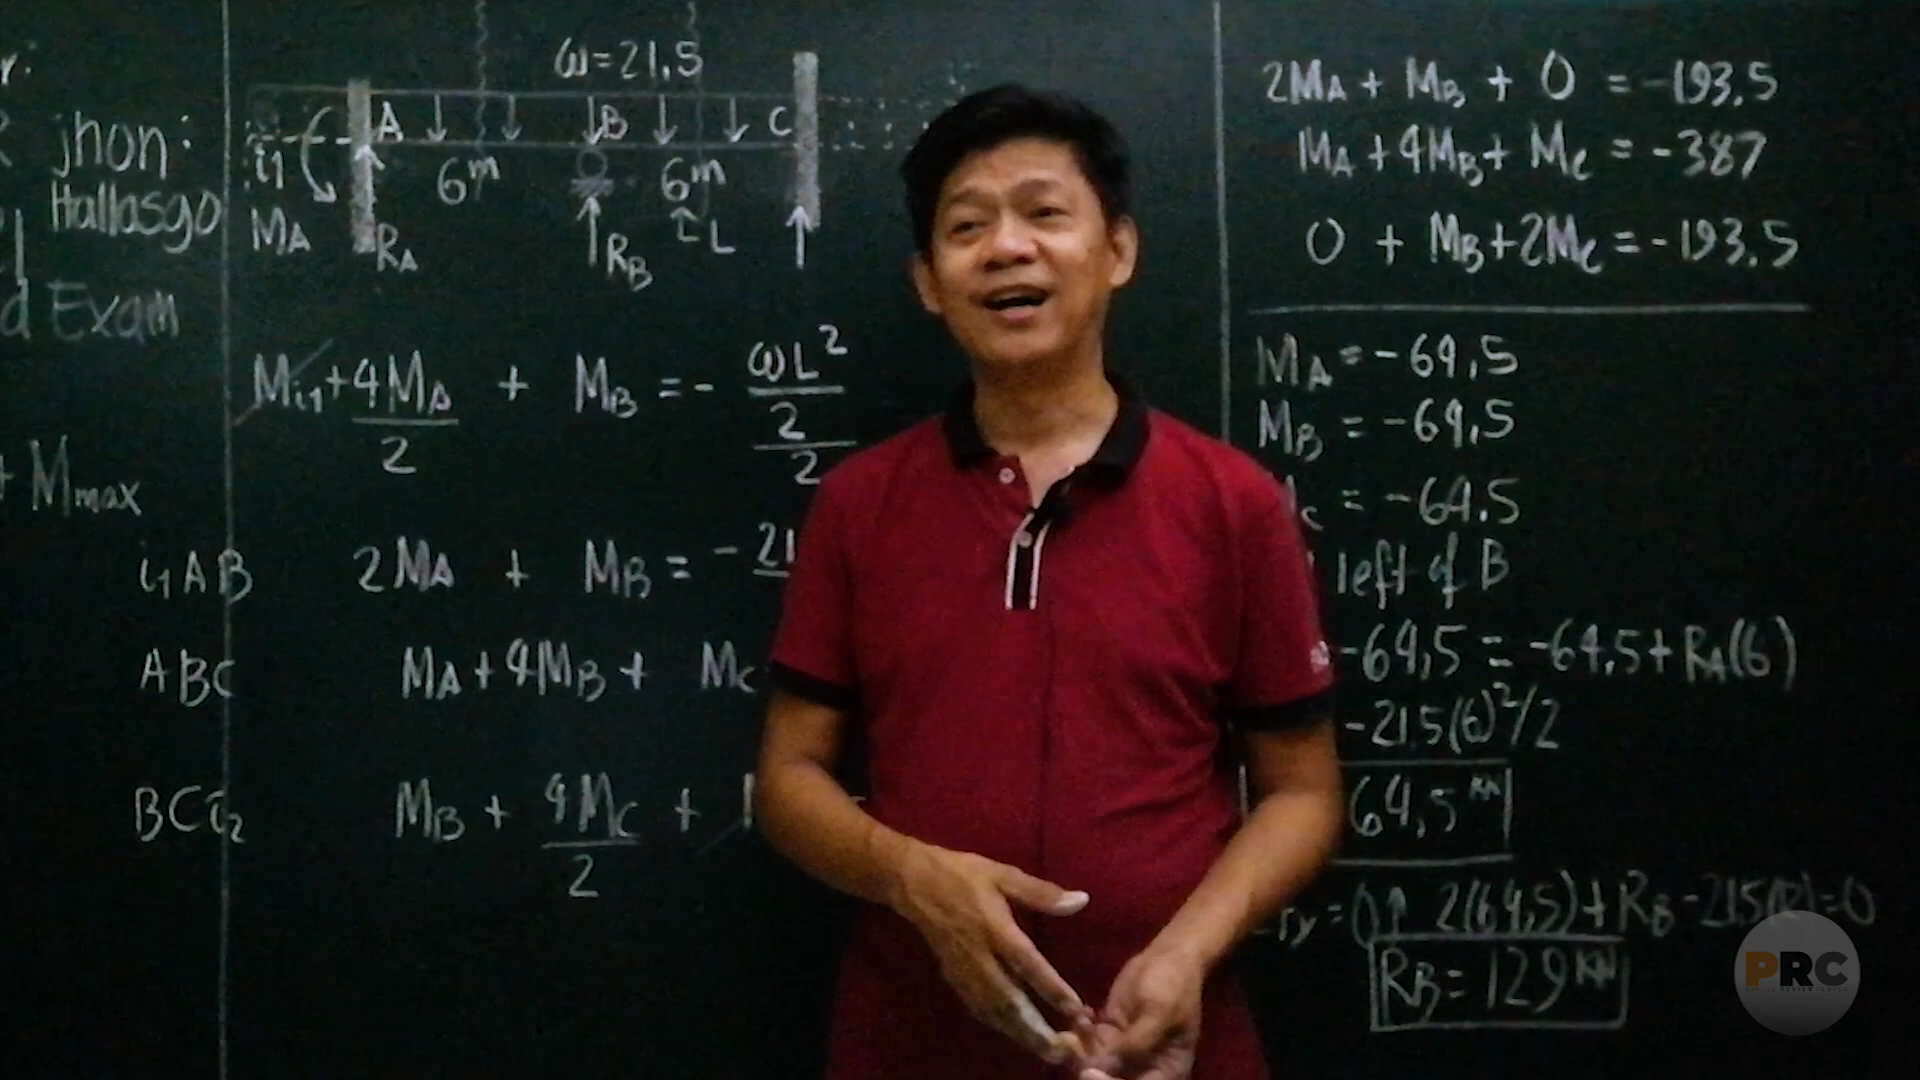 r:
jhon:
Hallasgo
d Exam
+ Mmax
ω=21.5
A B C
6m 6m
i1
MA RA RB L
Mi1+4MA/2 + MB = - ωL²/2/2
i1AB 2MA + MB = -21
ABC MA+4MB+ MC
BCi2 MB + 4MC/2 +
2MA + MB + 0 = -193.5
MA+4MB+ MC = -387
0 + MB+2MC = -193.5
MA = -64.5
MB = -64.5
c = -64.5
left of B
-64.5 = -64.5+RA(6)
-21.5(6)²/2
64.5 KN
Fy=0↑ 2(64.5)+RB-21.5(12)=0
RB=129KN
PRC